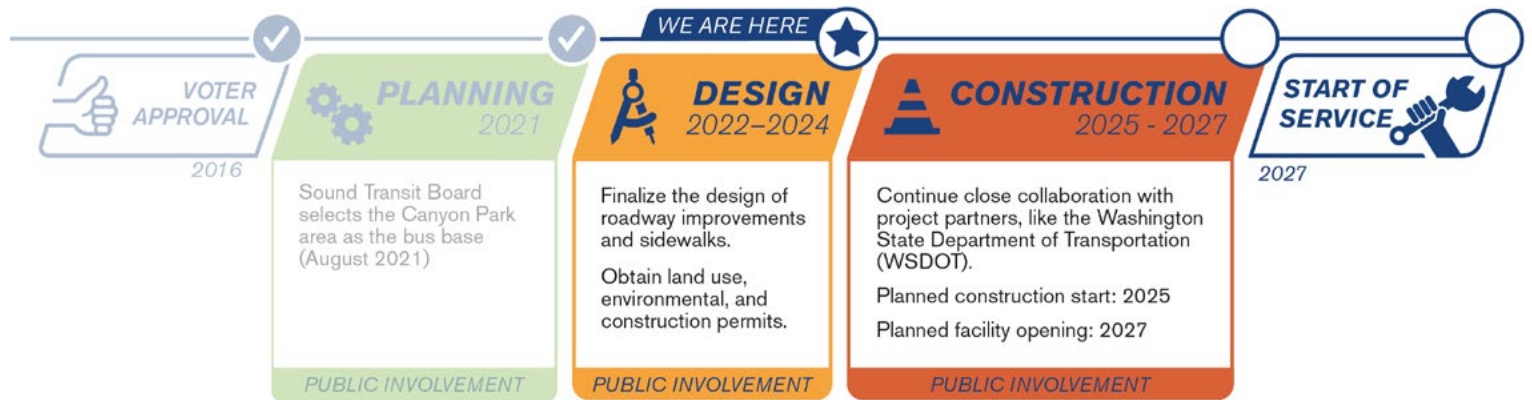 WE ARE HERE
VOTER
APPROVAL
2016
PLANNING
2021
Sound Transit Board
selects the Canyon Park
area as the bus base
(August 2021)
PUBLIC INVOLVEMENT
DESIGN
2022–2024
Finalize the design of
roadway improvements
and sidewalks.
Obtain land use,
environmental, and
construction permits.
PUBLIC INVOLVEMENT
CONSTRUCTION
2025 - 2027
Continue close collaboration with
project partners, like the Washington
State Department of Transportation
(WSDOT).
Planned construction start: 2025
Planned facility opening: 2027
PUBLIC INVOLVEMENT
START OF
SERVICE
2027